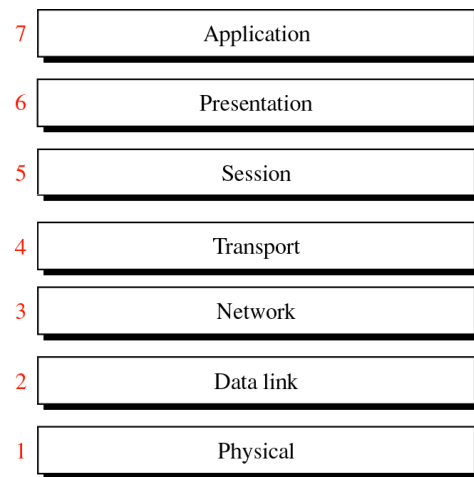 7 Application
6 Presentation
5 Session
4 Transport
3 Network
2 Data link
1 Physical